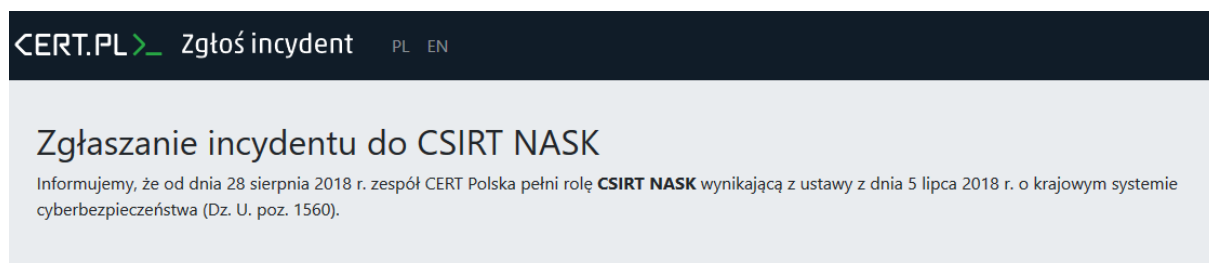 CERT.PL>_ Zgłoś incydent PL EN
Zgłaszanie incydentu do CSIRT NASK
Informujemy, że od dnia 28 sierpnia 2018 r. zespół CERT Polska pełni rolę CSIRT NASK wynikającą z ustawy z dnia 5 lipca 2018 r. o krajowym systemie
cyberbezpieczeństwa (Dz. U. poz. 1560).